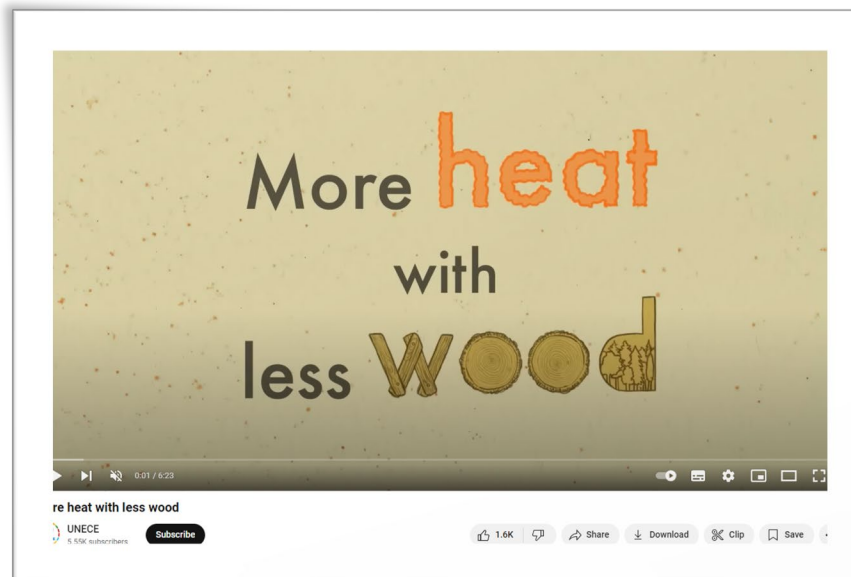 More heat
with
less wood
0:01 / 6:23
re heat with less wood
UNECE
5.55K subscribers
Subscribe
1.6K
Share
Download
Clip
Save